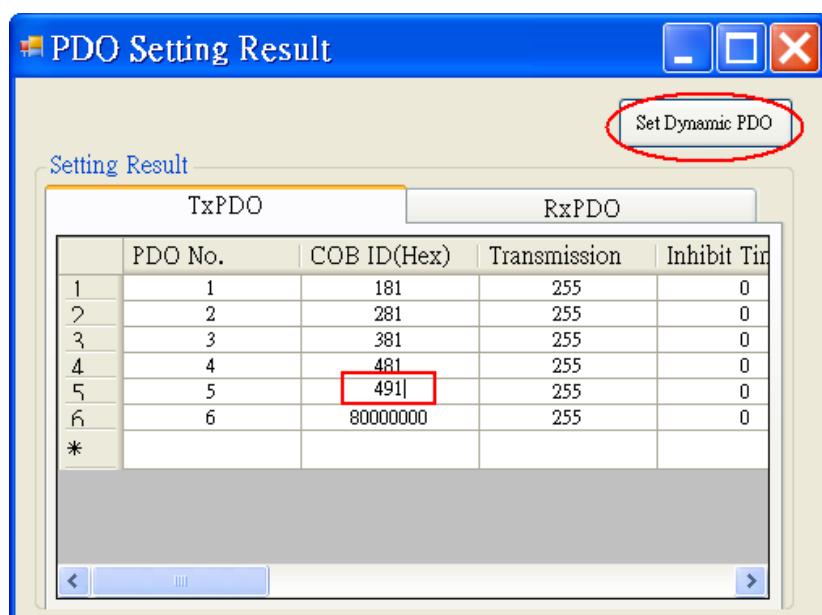 PDO Setting Result
Set Dynamic PDO
Setting Result
TxPDO RxPDO
PDO No. COB ID(Hex) Transmission Inhibit Tim
1 1 181 255 0
2 2 281 255 0
3 3 381 255 0
4 4 481 255 0
5 5 491 255 0
6 6 80000000 255 0
*